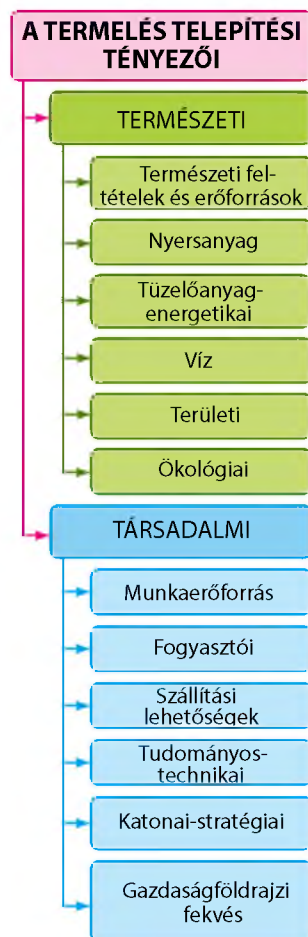 A TERMELÉS TELEPÍTÉSI
TÉNYEZŐI
TERMÉSZETI
Természeti fel-
tételek és erőforrások
Nyersanyag
Tüzelőanyag-
energetikai
Víz
Területi
Ökológiai
TÁRSADALMI
Munkaerőforrás
Fogyasztói
Szállítási
lehetőségek
Tudományos-
technikai
Katonai-stratégiai
Gazdaságföldrajzi
fekvés